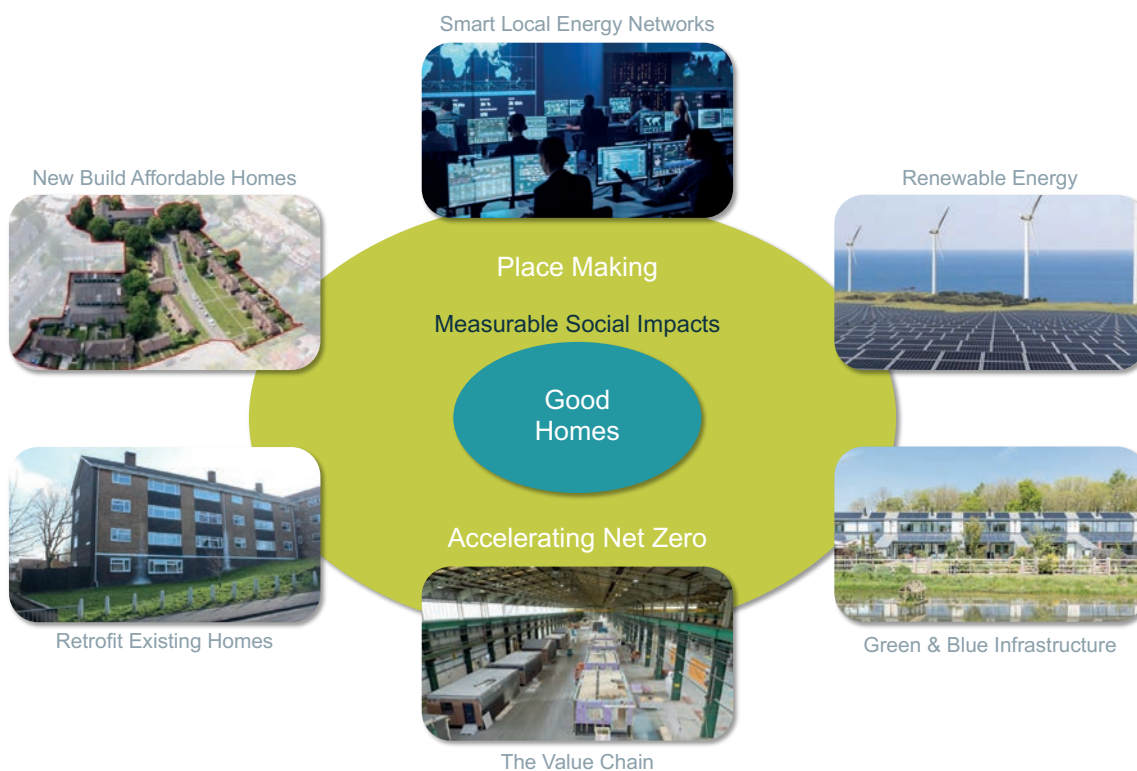 Smart Local Energy Networks
New Build Affordable Homes
Renewable Energy
Place Making
Measurable Social Impacts
Good
Homes
Accelerating Net Zero
Retrofit Existing Homes
Green & Blue Infrastructure
The Value Chain